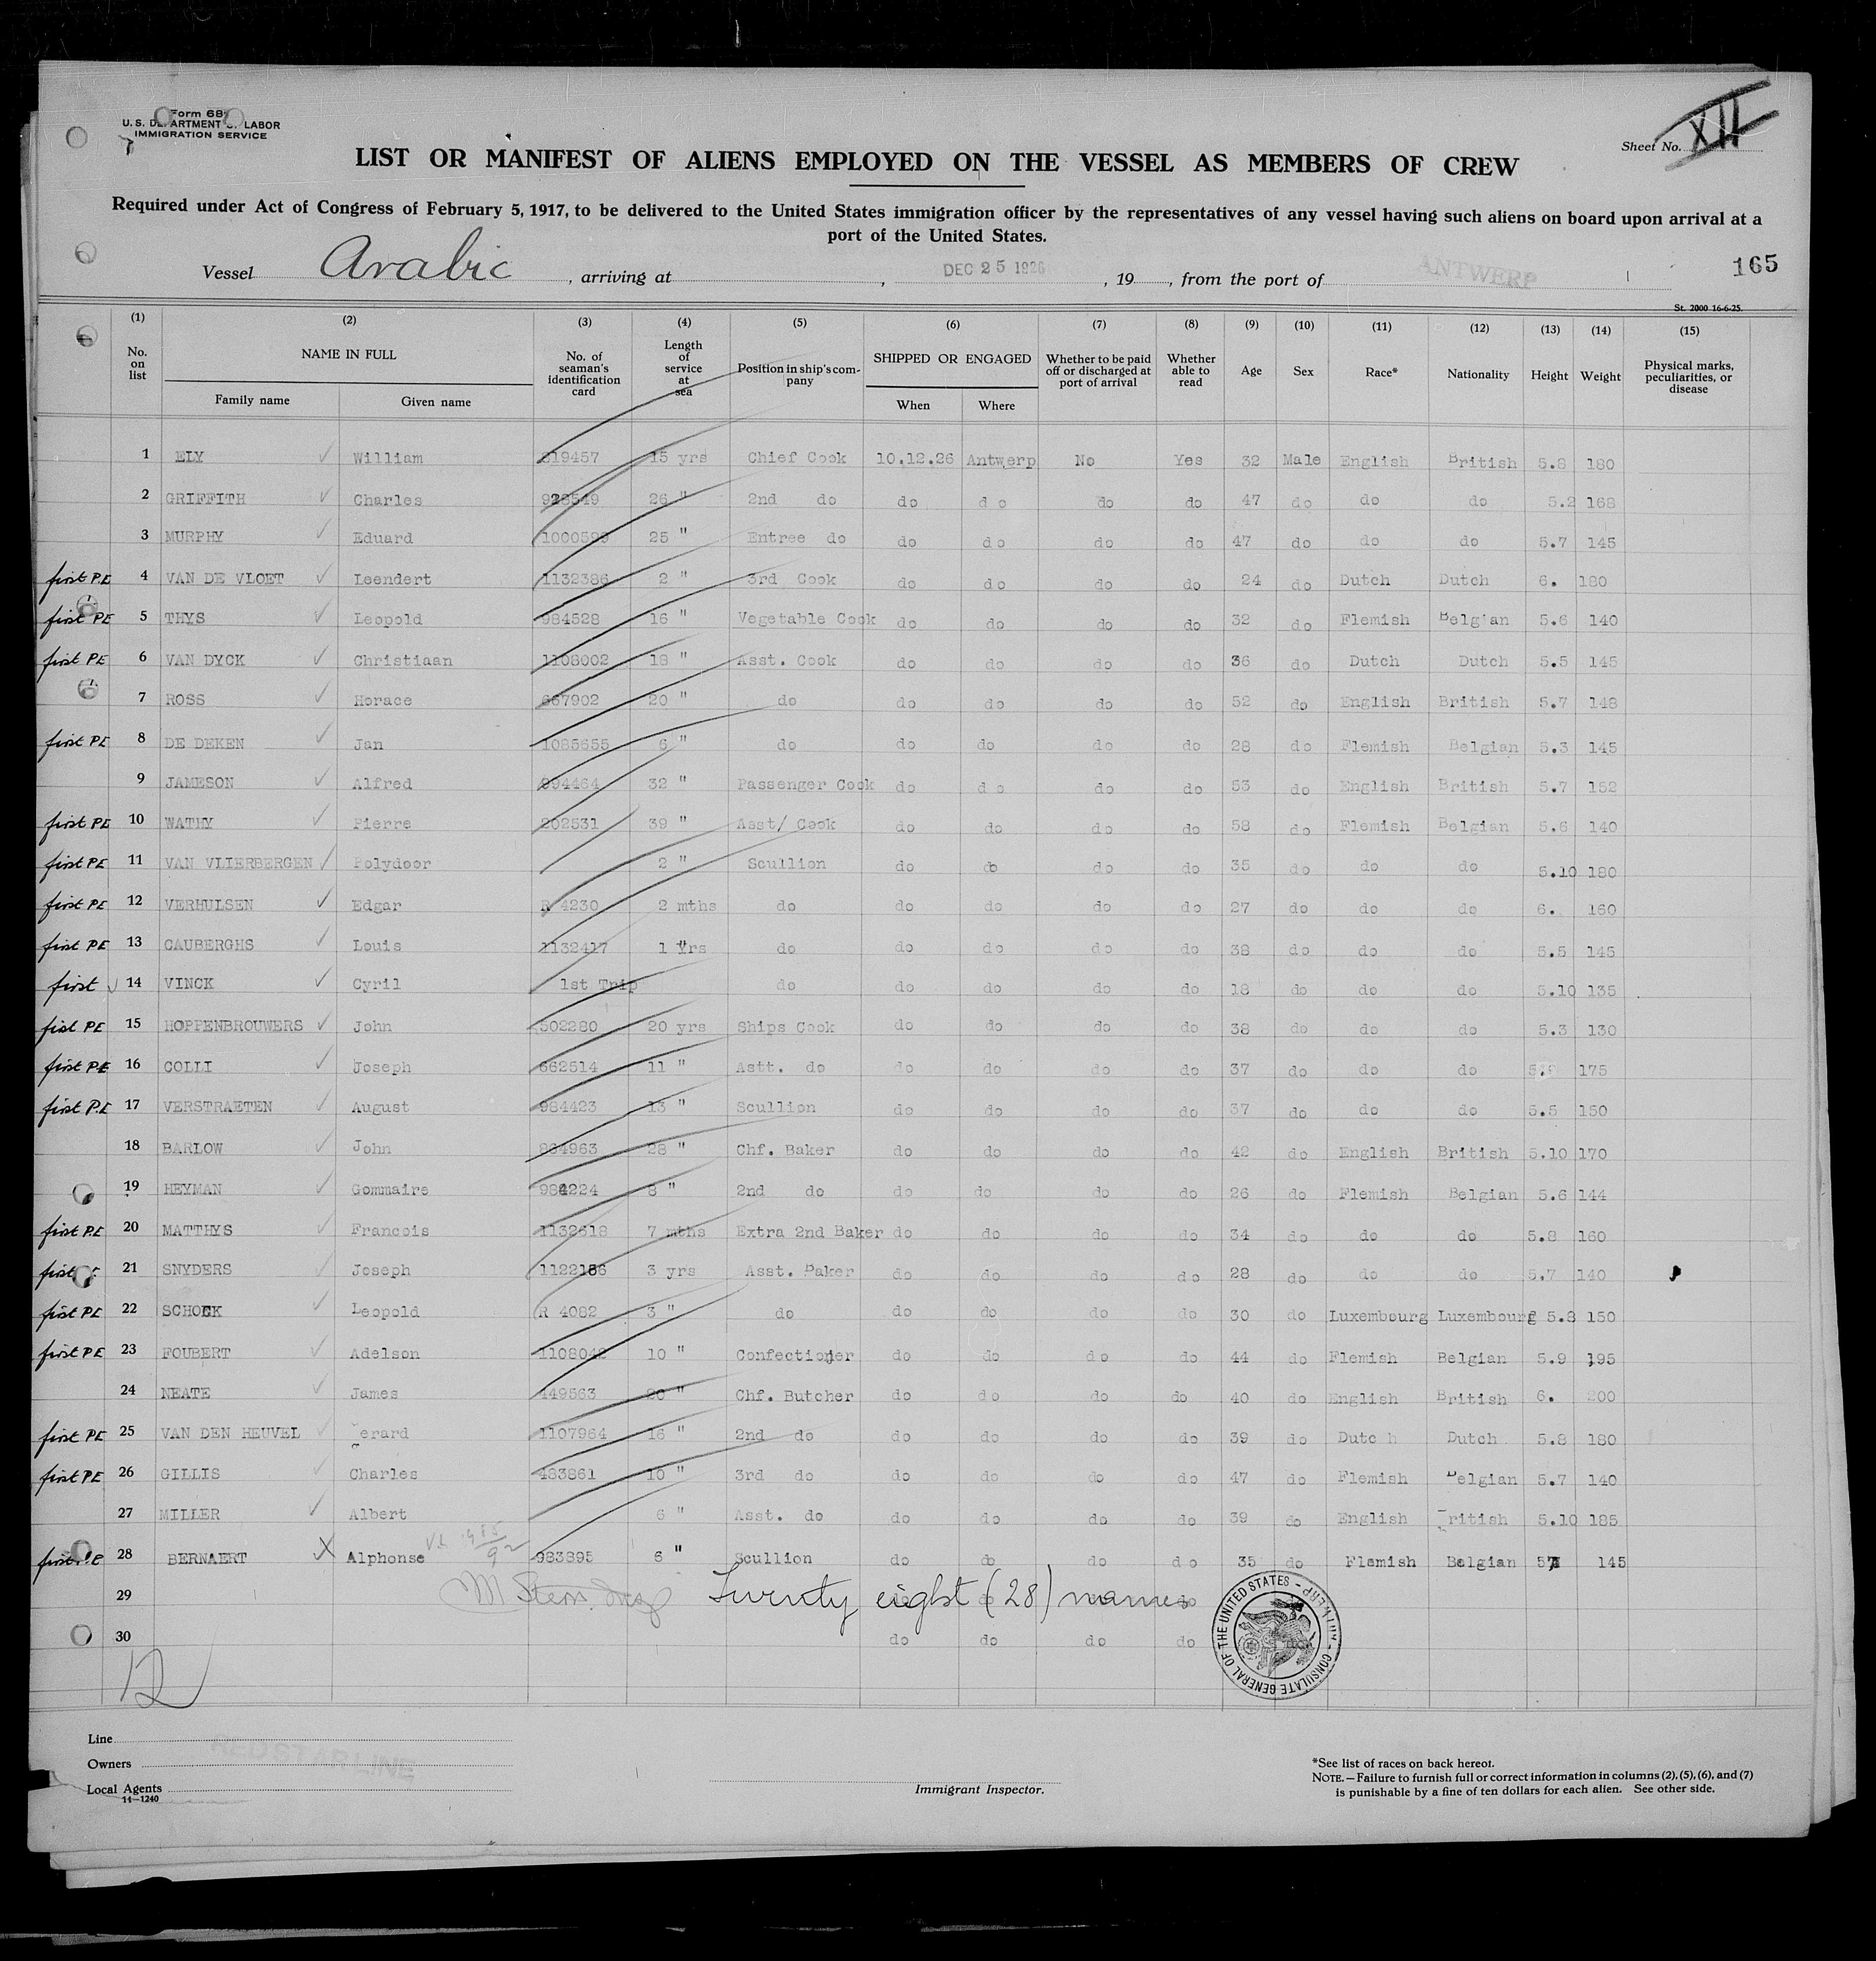 Form 68
U. S. DEPARTMENT OF LABOR
IMMIGRATION SERVICE
Sheet No. XII
LIST OR MANIFEST OF ALIENS EMPLOYED ON THE VESSEL AS MEMBERS OF CREW
Required under Act of Congress of February 5, 1917, to be delivered to the United States immigration officer by the representatives of any vessel having such aliens on board upon arrival at a
port of the United States.
Vessel Arabic, arriving at , DEC 25 1926, 19 , from the port of ANTWERP 165
St. 2000 16-6-25.
(1) (2) (3) (4) (5) (6) (7) (8) (9) (10) (11) (12) (13) (14) (15)
No. on list NAME IN FULL Family name Given name No. of seaman's identification card Length of service at sea Position in ship's company SHIPPED OR ENGAGED When Where Whether to be paid off or discharged at port of arrival Whether able to read Age Sex Race* Nationality Height Weight Physical marks, peculiarities, or disease
1 ELY William 819457 15 yrs Chief Cook 10.12.26 Antwerp No Yes 32 Male English British 5.8 180
2 GRIFFITH Charles 928549 26 " 2nd do do do do do 47 do do do 5.2 168
3 MURPHY Eduard 25 " Entree do do do do do 47 do do do 5.7 145
first P.E 4 VAN DE VLOET Leendert 1132386 2 " 3rd Cook do do do do 24 do Dutch Dutch 6. 180
first PE 5 THYS Leopold 984528 16 " Vegetable Cook do do do do 32 do Flemish Belgian 5.6 140
first PE 6 VAN DYCK Christiaan 1108002 18 " Asst. Cook do do do do 36 do Dutch Dutch 5.5 145
7 ROSS Horace 667902 20 " do do do do do 52 do English British 5.7 148
first PE 8 DE DEKEN Jan 1085655 6 " do do do do do 28 do Flemish Belgian 5.3 145
9 JAMESON Alfred 994464 32 " Passenger Cook do do do do 53 do English British 5.7 152
first PE 10 WATHY Pierre 202531 39 " Asst/ Cook do do do do 58 do Flemish Belgian 5.6 140
first PE 11 VAN VLIERBERGEN Polydoor 2 " Scullion do do do do 35 do do do 5.10 180
first PE 12 VERHULSEN Edgar R 4230 2 mths do do do do do 27 do do do 6. 160
first PE 13 CAUBERGHS Louis 1132417 1 yrs do do do do do 38 do do do 5.5 145
first 14 VINCK Cyril 1st Trip do do do do do 18 do do do 5.10 135
first PE 15 HOPPENBROUWERS John 502280 20 yrs Ships Cook do do do do 38 do do do 5.3 130
first PE 16 COLLI Joseph 662514 11 " Astt. do do do do do 37 do do do 175
first P.E 17 VERSTRAETEN August 984423 13 " Scullion do do do do 37 do do do 5.5 150
18 BARLOW John 864963 28 " Chf. Baker do do do do 42 do English British 5.10 170
19 HEYMAN Gommaire 8 " 2nd do do do do do 26 do Flemish Belgian 5.6 144
first P.E 20 MATTHYS Francois 1132618 7 mths Extra 2nd Baker do do do do 34 do do do 5.8 160
first 21 SNYDERS Joseph 1122186 3 yrs Asst. Baker do do do do 28 do do do 5.7 140
first PE 22 SCHOCK Leopold R 4082 3 " do do do do do 30 do Luxembourg Luxembourg 5.8 150
first PE 23 FOUBERT Adelson 1108042 10 " Confectioner do do do do 44 do Flemish Belgian 5.9 195
24 NEATE James 449563 20 " Chf. Butcher do do do do 40 do English British 6. 200
first PE 25 VAN DEN HEUVEL Gerard 1107964 16 " 2nd do do do do do 39 do Dutch Dutch 5.8 180
first PE 26 GILLIS Charles 483861 10 " 3rd do do do do do 47 do Flemish Belgian 5.7 140
27 MILLER Albert 6 " Asst. do do do do do 39 do English British 5.10 185
first PE 28 BERNAERT Alphonse 983895 6 " Scullion do do do do 35 do Flemish Belgian 145
29 Twenty eight (28) names
30 do do do do
CONSULATE GENERAL OF THE UNITED STATES - ANTWERP -
12
Line
RED STAR LINE
Owners
Local Agents
11—1240
Immigrant Inspector.
*See list of races on back hereof.
NOTE.—Failure to furnish full or correct information in columns (2), (5), (6), and (7)
is punishable by a fine of ten dollars for each alien. See other side.